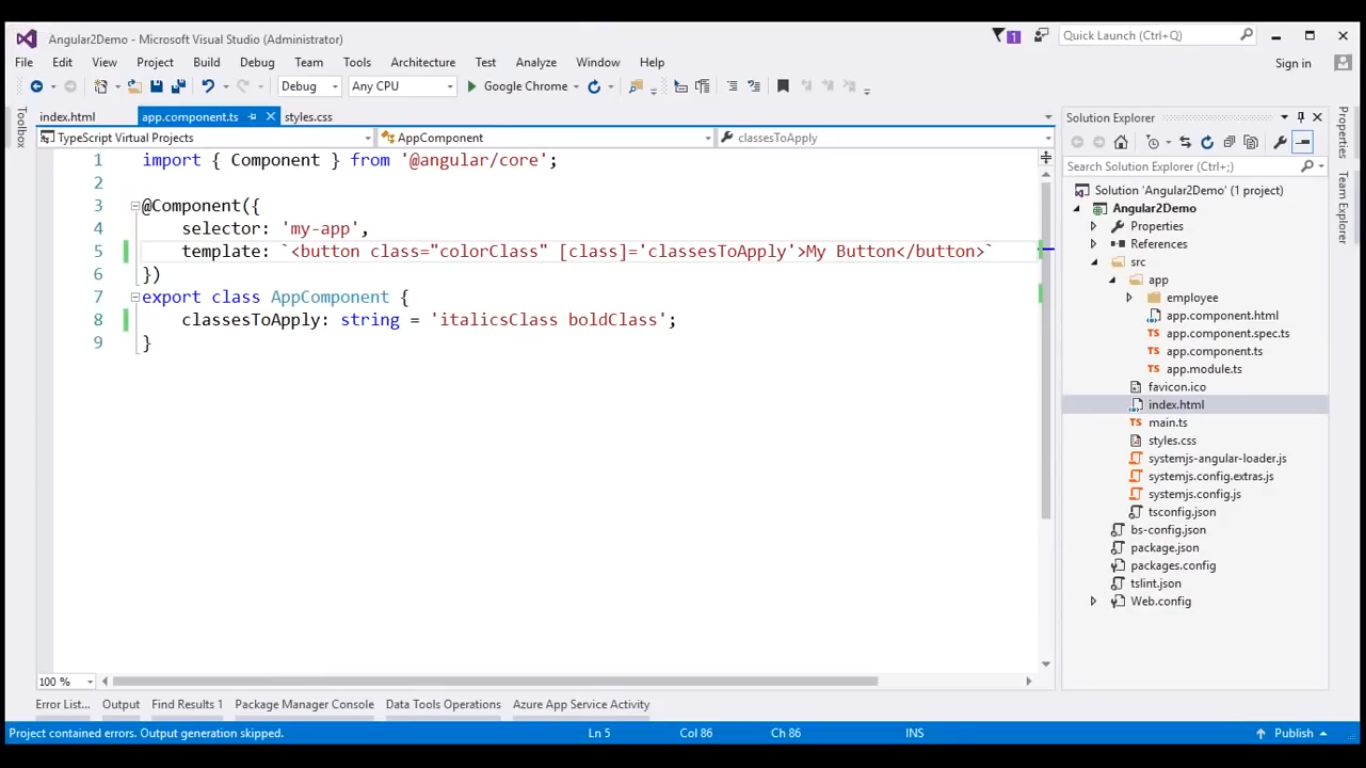 Angular2Demo - Microsoft Visual Studio (Administrator)
1
Quick Launch (Ctrl+Q)
File Edit View Project Build Debug Team Tools Architecture Test Analyze Window Help
Sign in
Debug Any CPU Google Chrome
Toolbox
index.html app.component.ts styles.css
TypeScript Virtual Projects AppComponent classesToApply
1 import { Component } from '@angular/core';
2
3 @Component({
4 selector: 'my-app',
5 template: `<button class="colorClass" [class]='classesToApply'>My Button</button>`
6 })
7 export class AppComponent {
8 classesToApply: string = 'italicsClass boldClass';
9 }
100 %
Solution Explorer
Search Solution Explorer (Ctrl+;)
Solution 'Angular2Demo' (1 project)
Angular2Demo
Properties
References
src
app
employee
app.component.html
TS app.component.spec.ts
TS app.component.ts
TS app.module.ts
favicon.ico
index.html
TS main.ts
styles.css
systemjs-angular-loader.js
systemjs.config.extras.js
systemjs.config.js
tsconfig.json
bs-config.json
package.json
packages.config
tslint.json
Web.config
Properties
Team Explorer
Error List... Output Find Results 1 Package Manager Console Data Tools Operations Azure App Service Activity
Project contained errors. Output generation skipped. Ln 5 Col 86 Ch 86 INS Publish